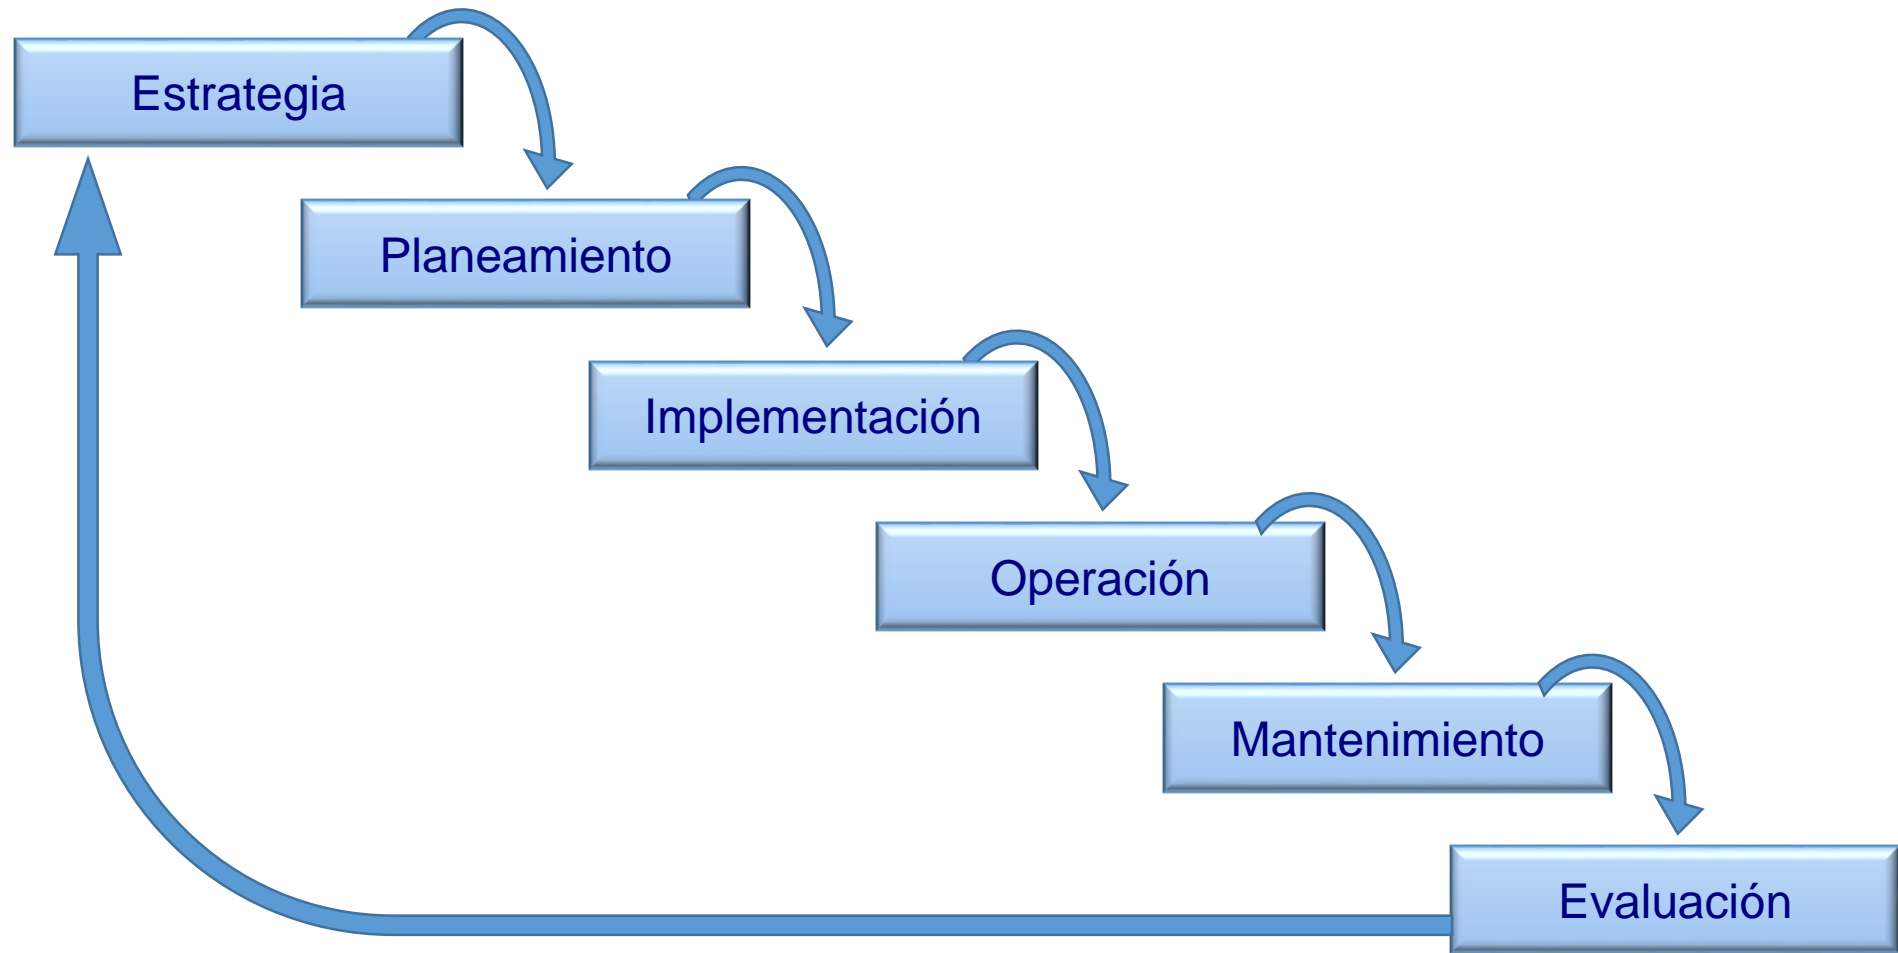 Estrategia
Planeamiento
Implementación
Operación
Mantenimiento
Evaluación